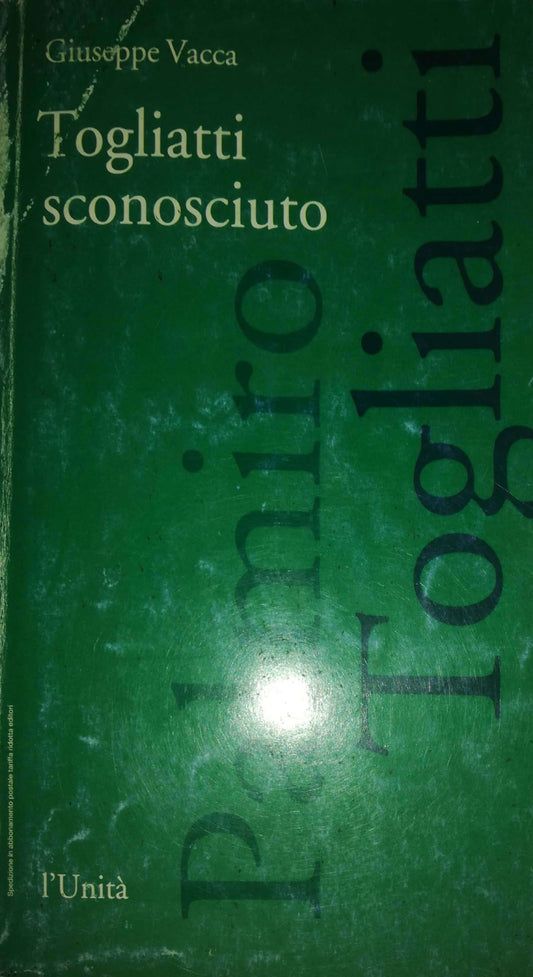 Giuseppe Vacca
Togliatti
sconosciuto
Palmiro
Togliatti
l'Unità
Spedizione in abbonamento postale tariffa ridotta editori